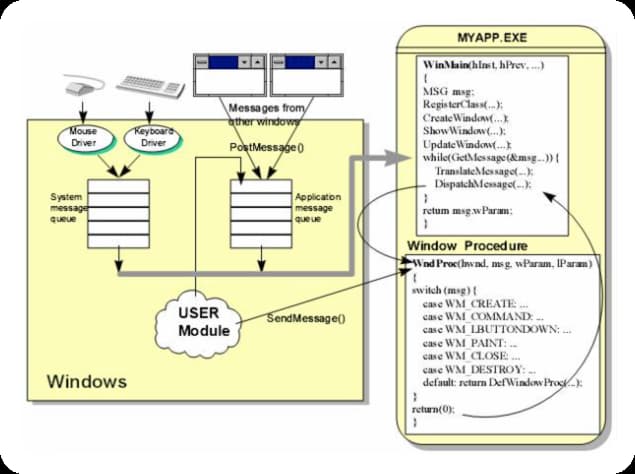 MYAPP.EXE
WinMain(hInst, hPrev, ...)
{
MSG msg;
RegisterClass(...);
CreateWindow(...);
ShowWindow(...);
UpdateWindow(...);
while(GetMessage(&msg...)) {
TranslateMessage(...);
DispatchMessage(...);
}
return msg.wParam;
}
Window Procedure
WndProc(hwnd, msg, wParam, lParam)
{
switch (msg) {
case WM_CREATE: ...
case WM_COMMAND: ...
case WM_LBUTTONDOWN: ...
case WM_PAINT: ...
case WM_CLOSE: ...
case WM_DESTROY: ...
default: return DefWindowProc(...);
}
return(0);
}
Messages from
other windows
PostMessage()
Mouse
Driver
Keyboard
Driver
System
message
queue
Application
message
queue
USER
Module
SendMessage()
Windows